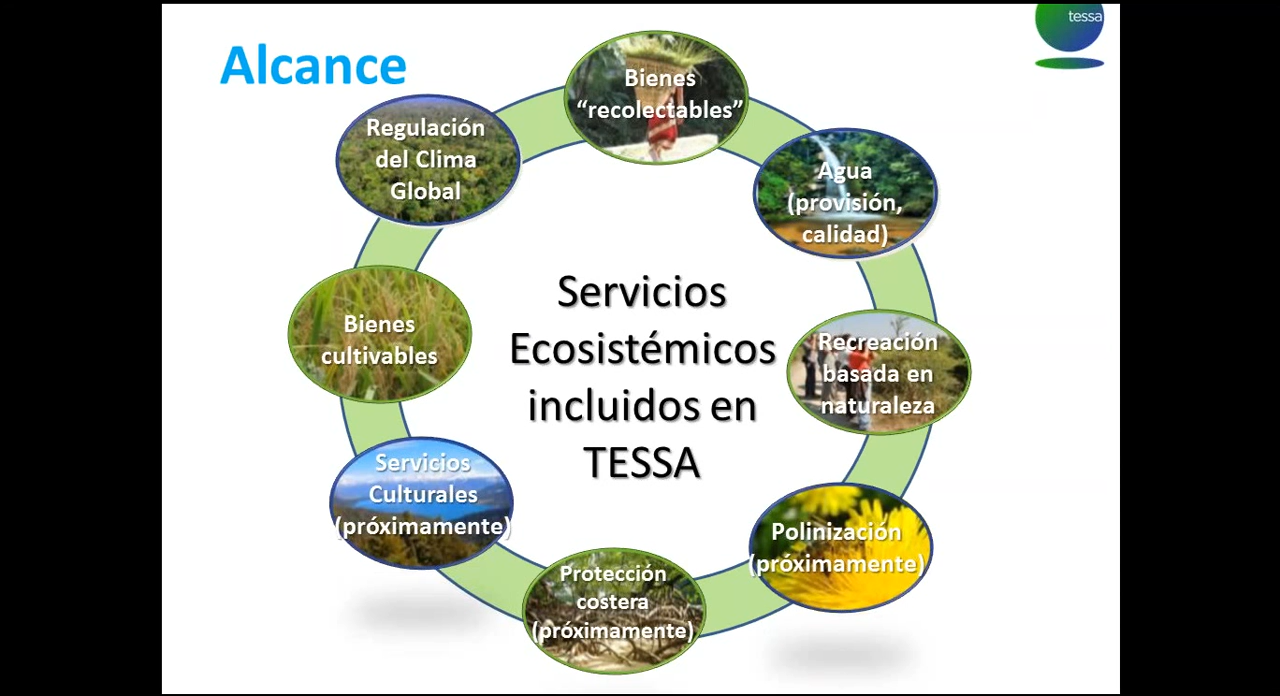 Alcance
tessa
Bienes
“recolectables”
Agua
(provisión,
calidad)
Recreación
basada en
naturaleza
Polinización
(próximamente)
Protección
costera
(próximamente)
Servicios
Culturales
(próximamente)
Bienes
cultivables
Regulación
del Clima
Global
Servicios
Ecosistémicos
incluidos en
TESSA